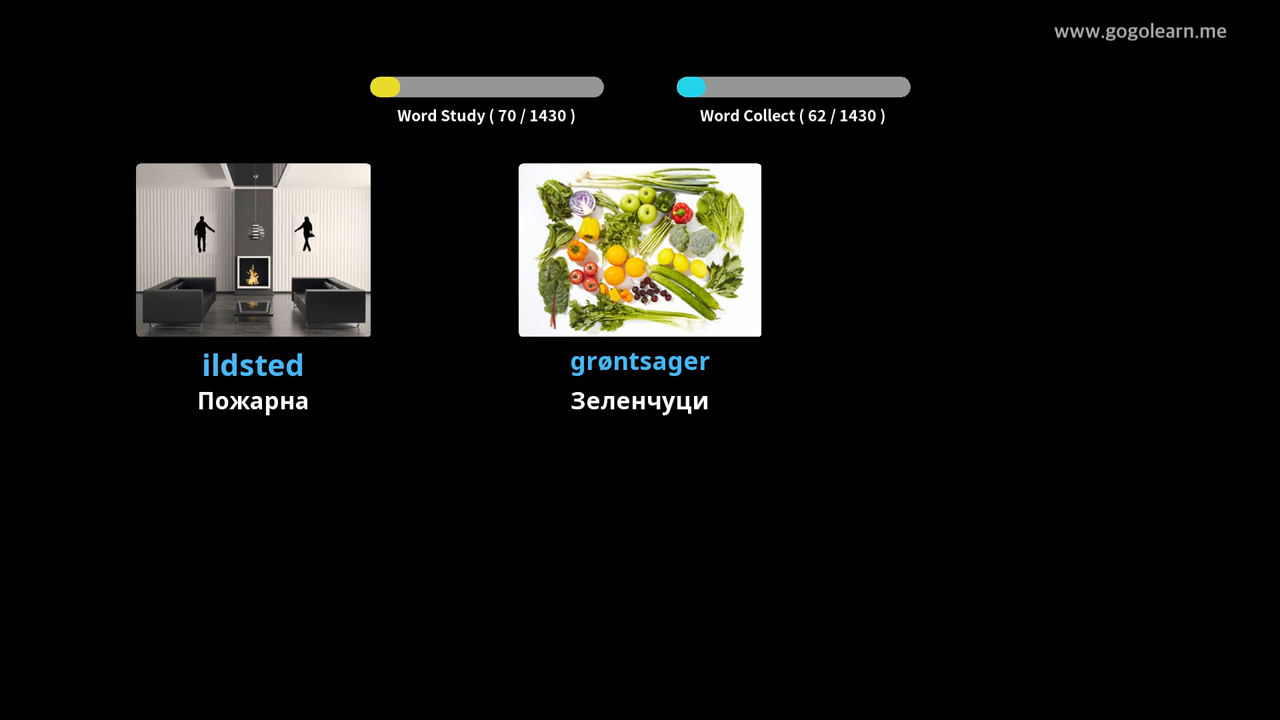 www.gogolearn.me
Word Study ( 70 / 1430 )
Word Collect ( 62 / 1430 )
ildsted
Пожарна
grøntsager
Зеленчуци